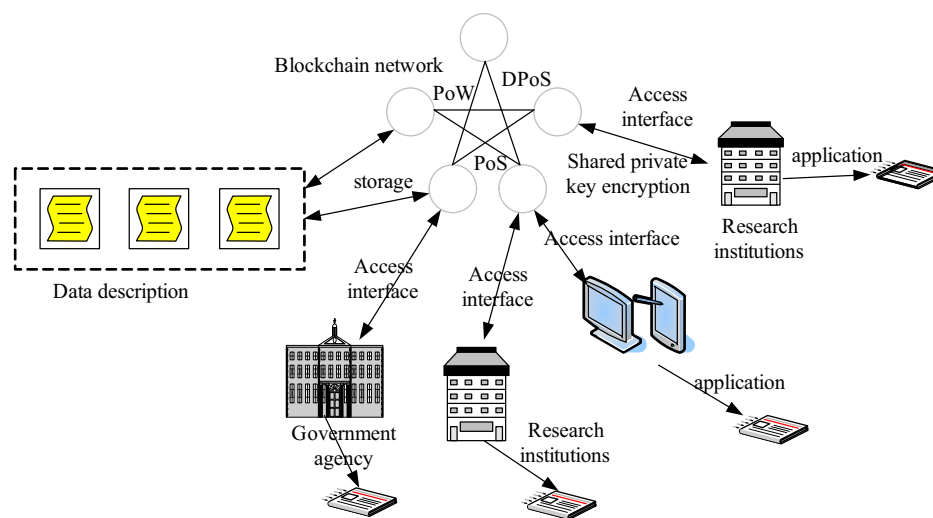 Blockchain network
PoW
DPoS
PoS
storage
Data description
Access
interface
Shared private
key encryption
application
Research
institutions
Access interface
Access
interface
Access
interface
Government
agency
Research
institutions
application